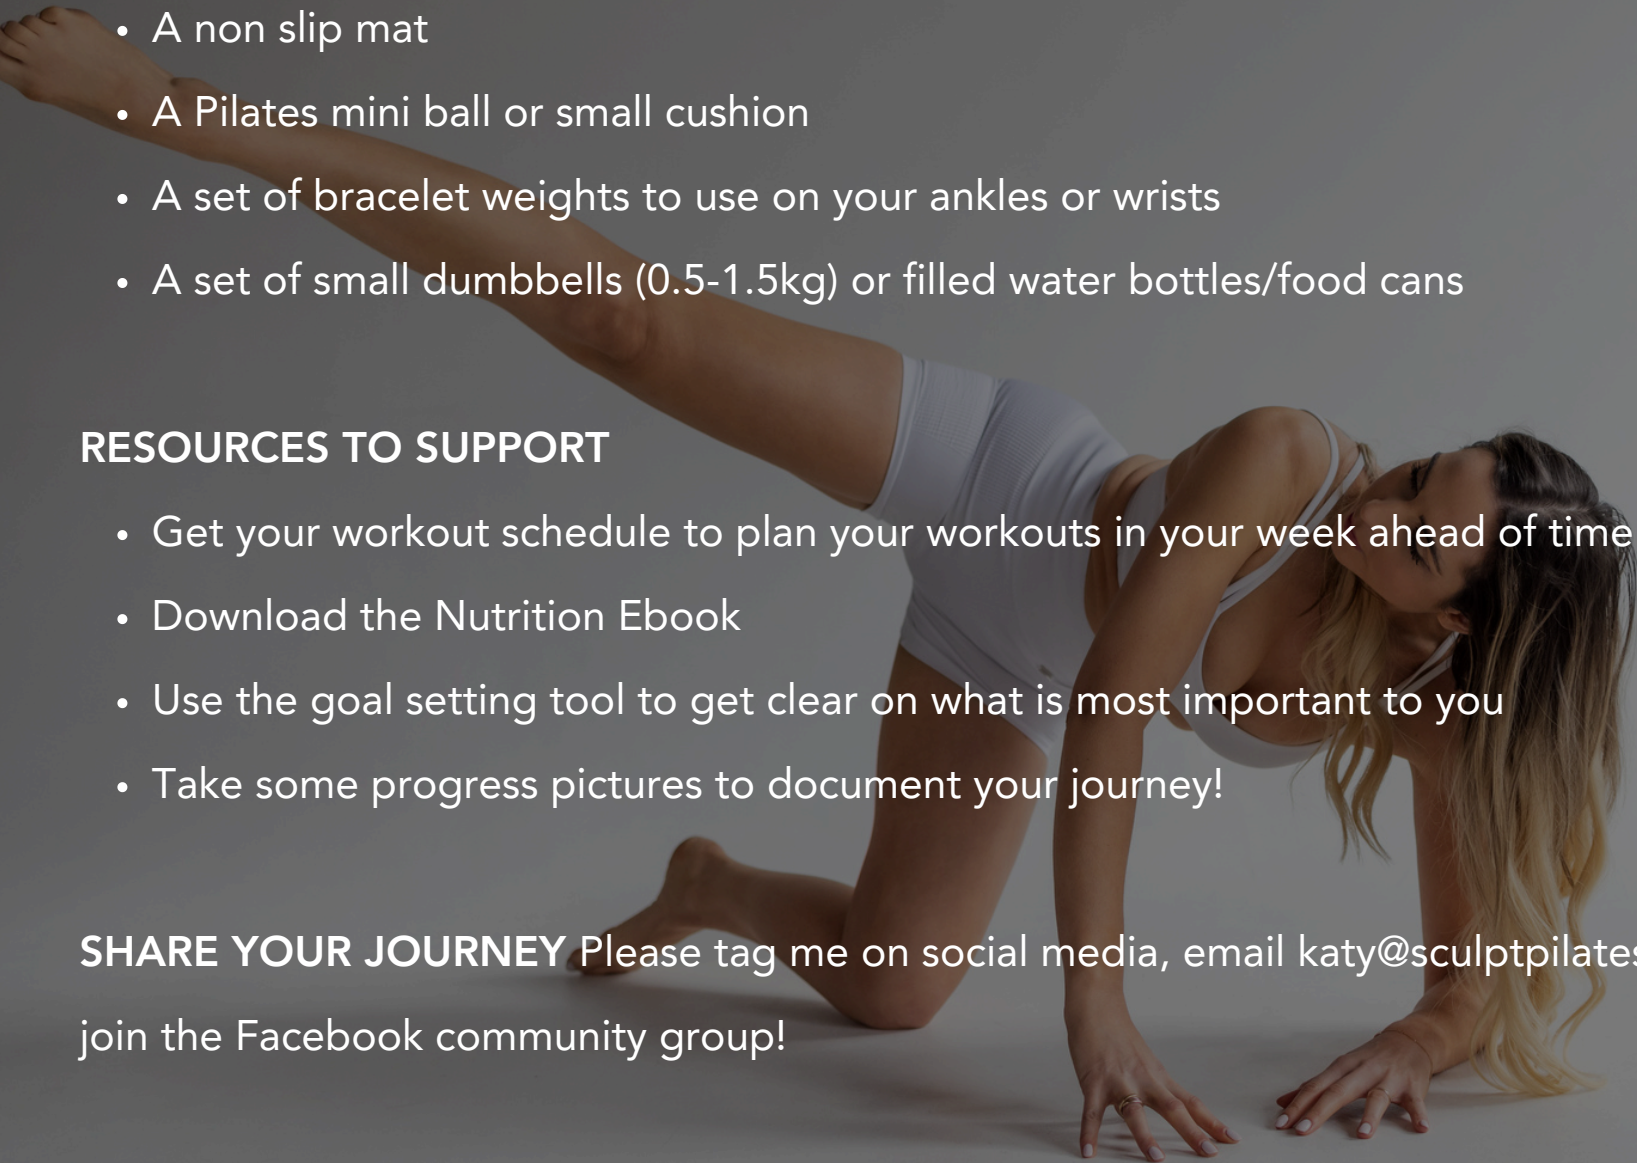 • A non slip mat
• A Pilates mini ball or small cushion
• A set of bracelet weights to use on your ankles or wrists
• A set of small dumbbells (0.5-1.5kg) or filled water bottles/food cans
RESOURCES TO SUPPORT
• Get your workout schedule to plan your workouts in your week ahead of time
• Download the Nutrition Ebook
• Use the goal setting tool to get clear on what is most important to you
• Take some progress pictures to document your journey!
SHARE YOUR JOURNEY Please tag me on social media, email katy@sculptpilates
join the Facebook community group!